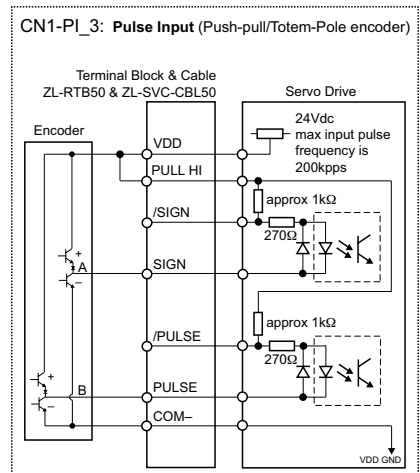 CN1-PI_3: Pulse Input (Push-pull/Totem-Pole encoder)
Terminal Block & Cable
ZL-RTB50 & ZL-SVC-CBL50
Servo Drive
Encoder
VDD
24Vdc
max input pulse
frequency is
200kpps
PULL HI
approx 1kΩ
/SIGN
270Ω
+
A
–
SIGN
approx 1kΩ
/PULSE
270Ω
+
B
–
PULSE
COM–
VDD GND